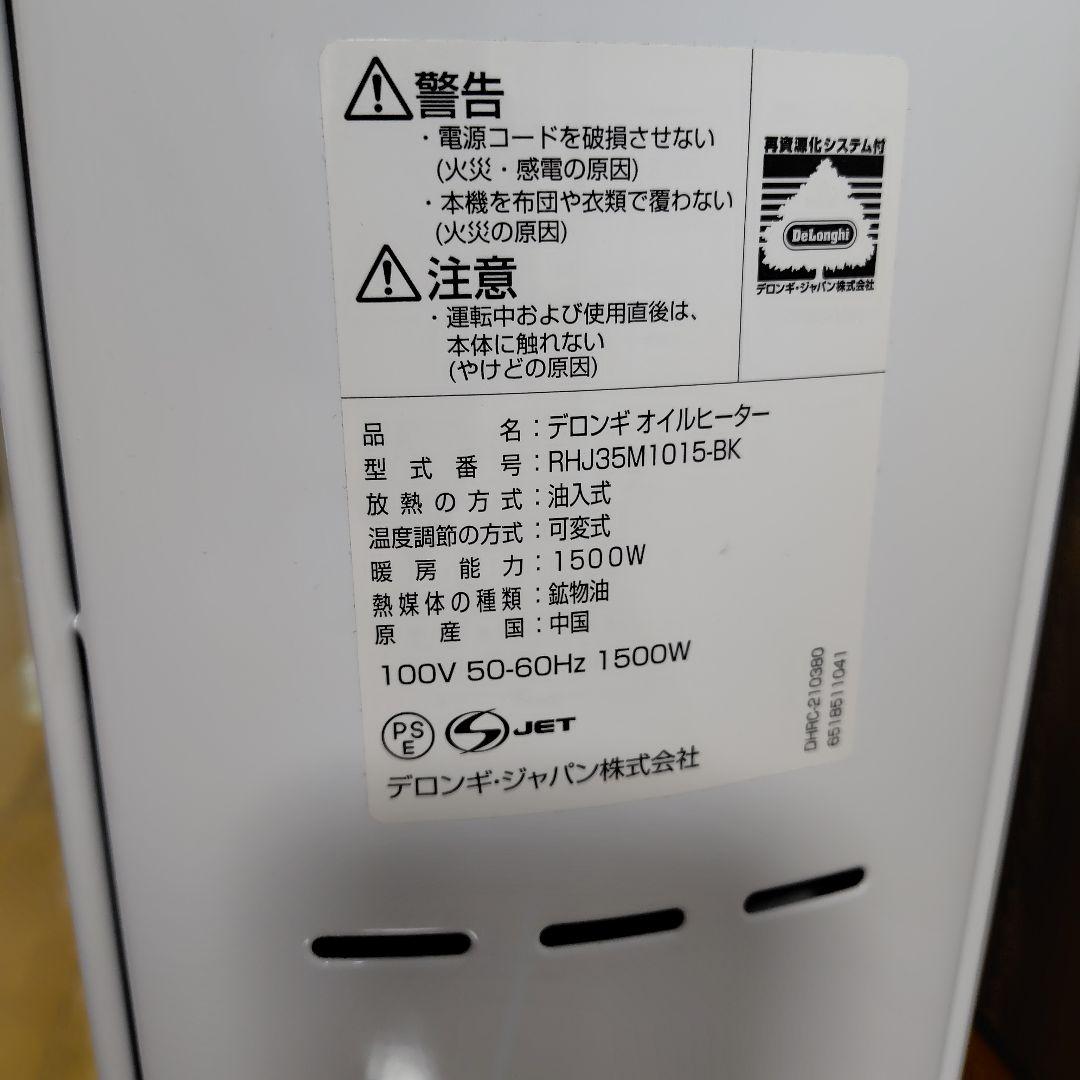 警告
・電源コードを破損させない
(火災・感電の原因)
・本機を布団や衣類で覆わない
(火災の原因)
注意
・運転中および使用直後は、
本体に触れない
(やけどの原因)
再資源化システム付
DeLonghi
デロンギ・ジャパン株式会社
品名:デロンギ オイルヒーター
型式番号:RHJ35M1015-BK
放熱の方式:油入式
温度調節の方式:可変式
暖房能力:1500W
熱媒体の種類:鉱物油
原産国:中国
100V 50-60Hz 1500W
PS
E
JET
デロンギ・ジャパン株式会社
DHRC-210380
6518511041